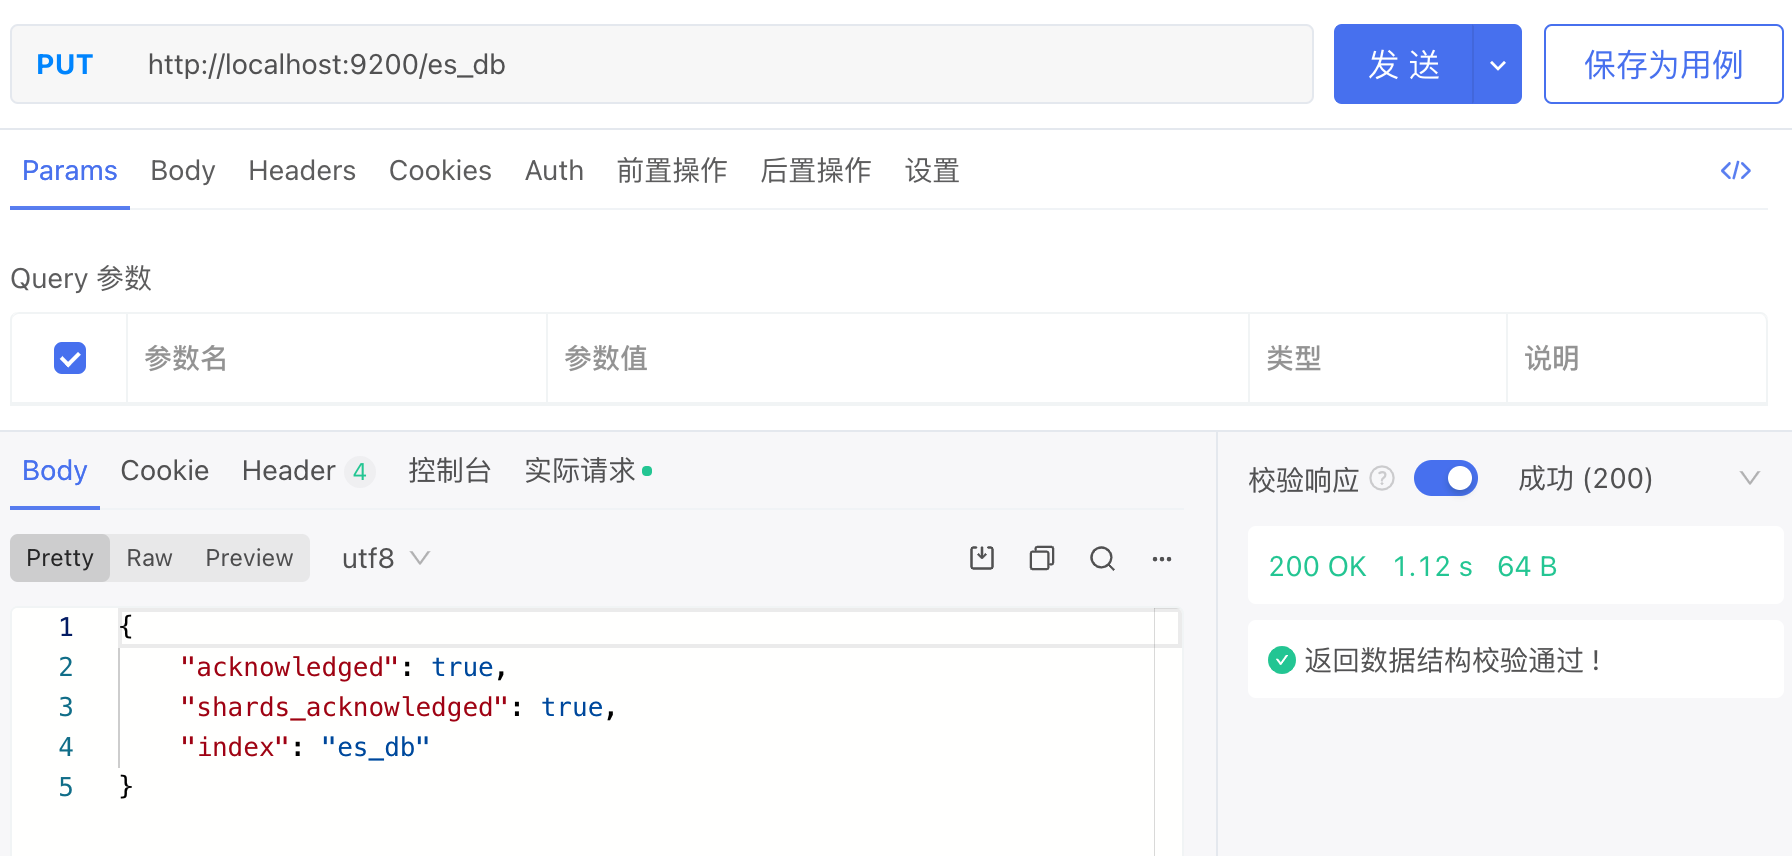 PUT http://localhost:9200/es_db 发 送 保存为用例
Params Body Headers Cookies Auth 前置操作 后置操作 设置 </>
Query 参数
参数名 参数值 类型 说明
Body Cookie Header 4 控制台 实际请求
校验响应 ? 成功 (200)
Pretty Raw Preview utf8
200 OK 1.12 s 64 B
返回数据结构校验通过！
1 {
2 "acknowledged": true,
3 "shards_acknowledged": true,
4 "index": "es_db"
5 }